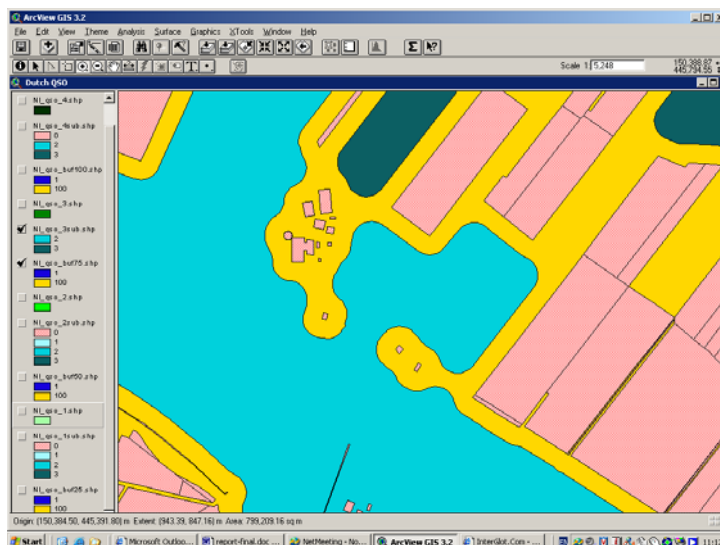 ArcView GIS 3.2
File Edit View Theme Analysis Surface Graphics XTools Window Help
Scale 1: 5,248
150,388.87
445,794.55
Dutch QSO
Nl_qso_4.shp
Nl_qso_4sub.shp
0
2
3
Nl_qso_buf100.shp
1
100
Nl_qso_3.shp
Nl_qso_3sub.shp
2
3
Nl_qso_buf75.shp
1
100
Nl_qso_2.shp
Nl_qso_2sub.shp
0
1
2
3
Nl_qso_buf50.shp
1
100
Nl_qso_1.shp
Nl_qso_1sub.shp
0
1
2
3
Nl_qso_buf25.shp
1
100
Origin: (150,384.50, 445,391.80) m Extent: (943.39, 847.16) m Area: 799,209.16 sq m
Start Microsoft Outloo... report-final.doc ... NetMeeting - No... ArcView GIS 3.2 InterGlot.Com - ...